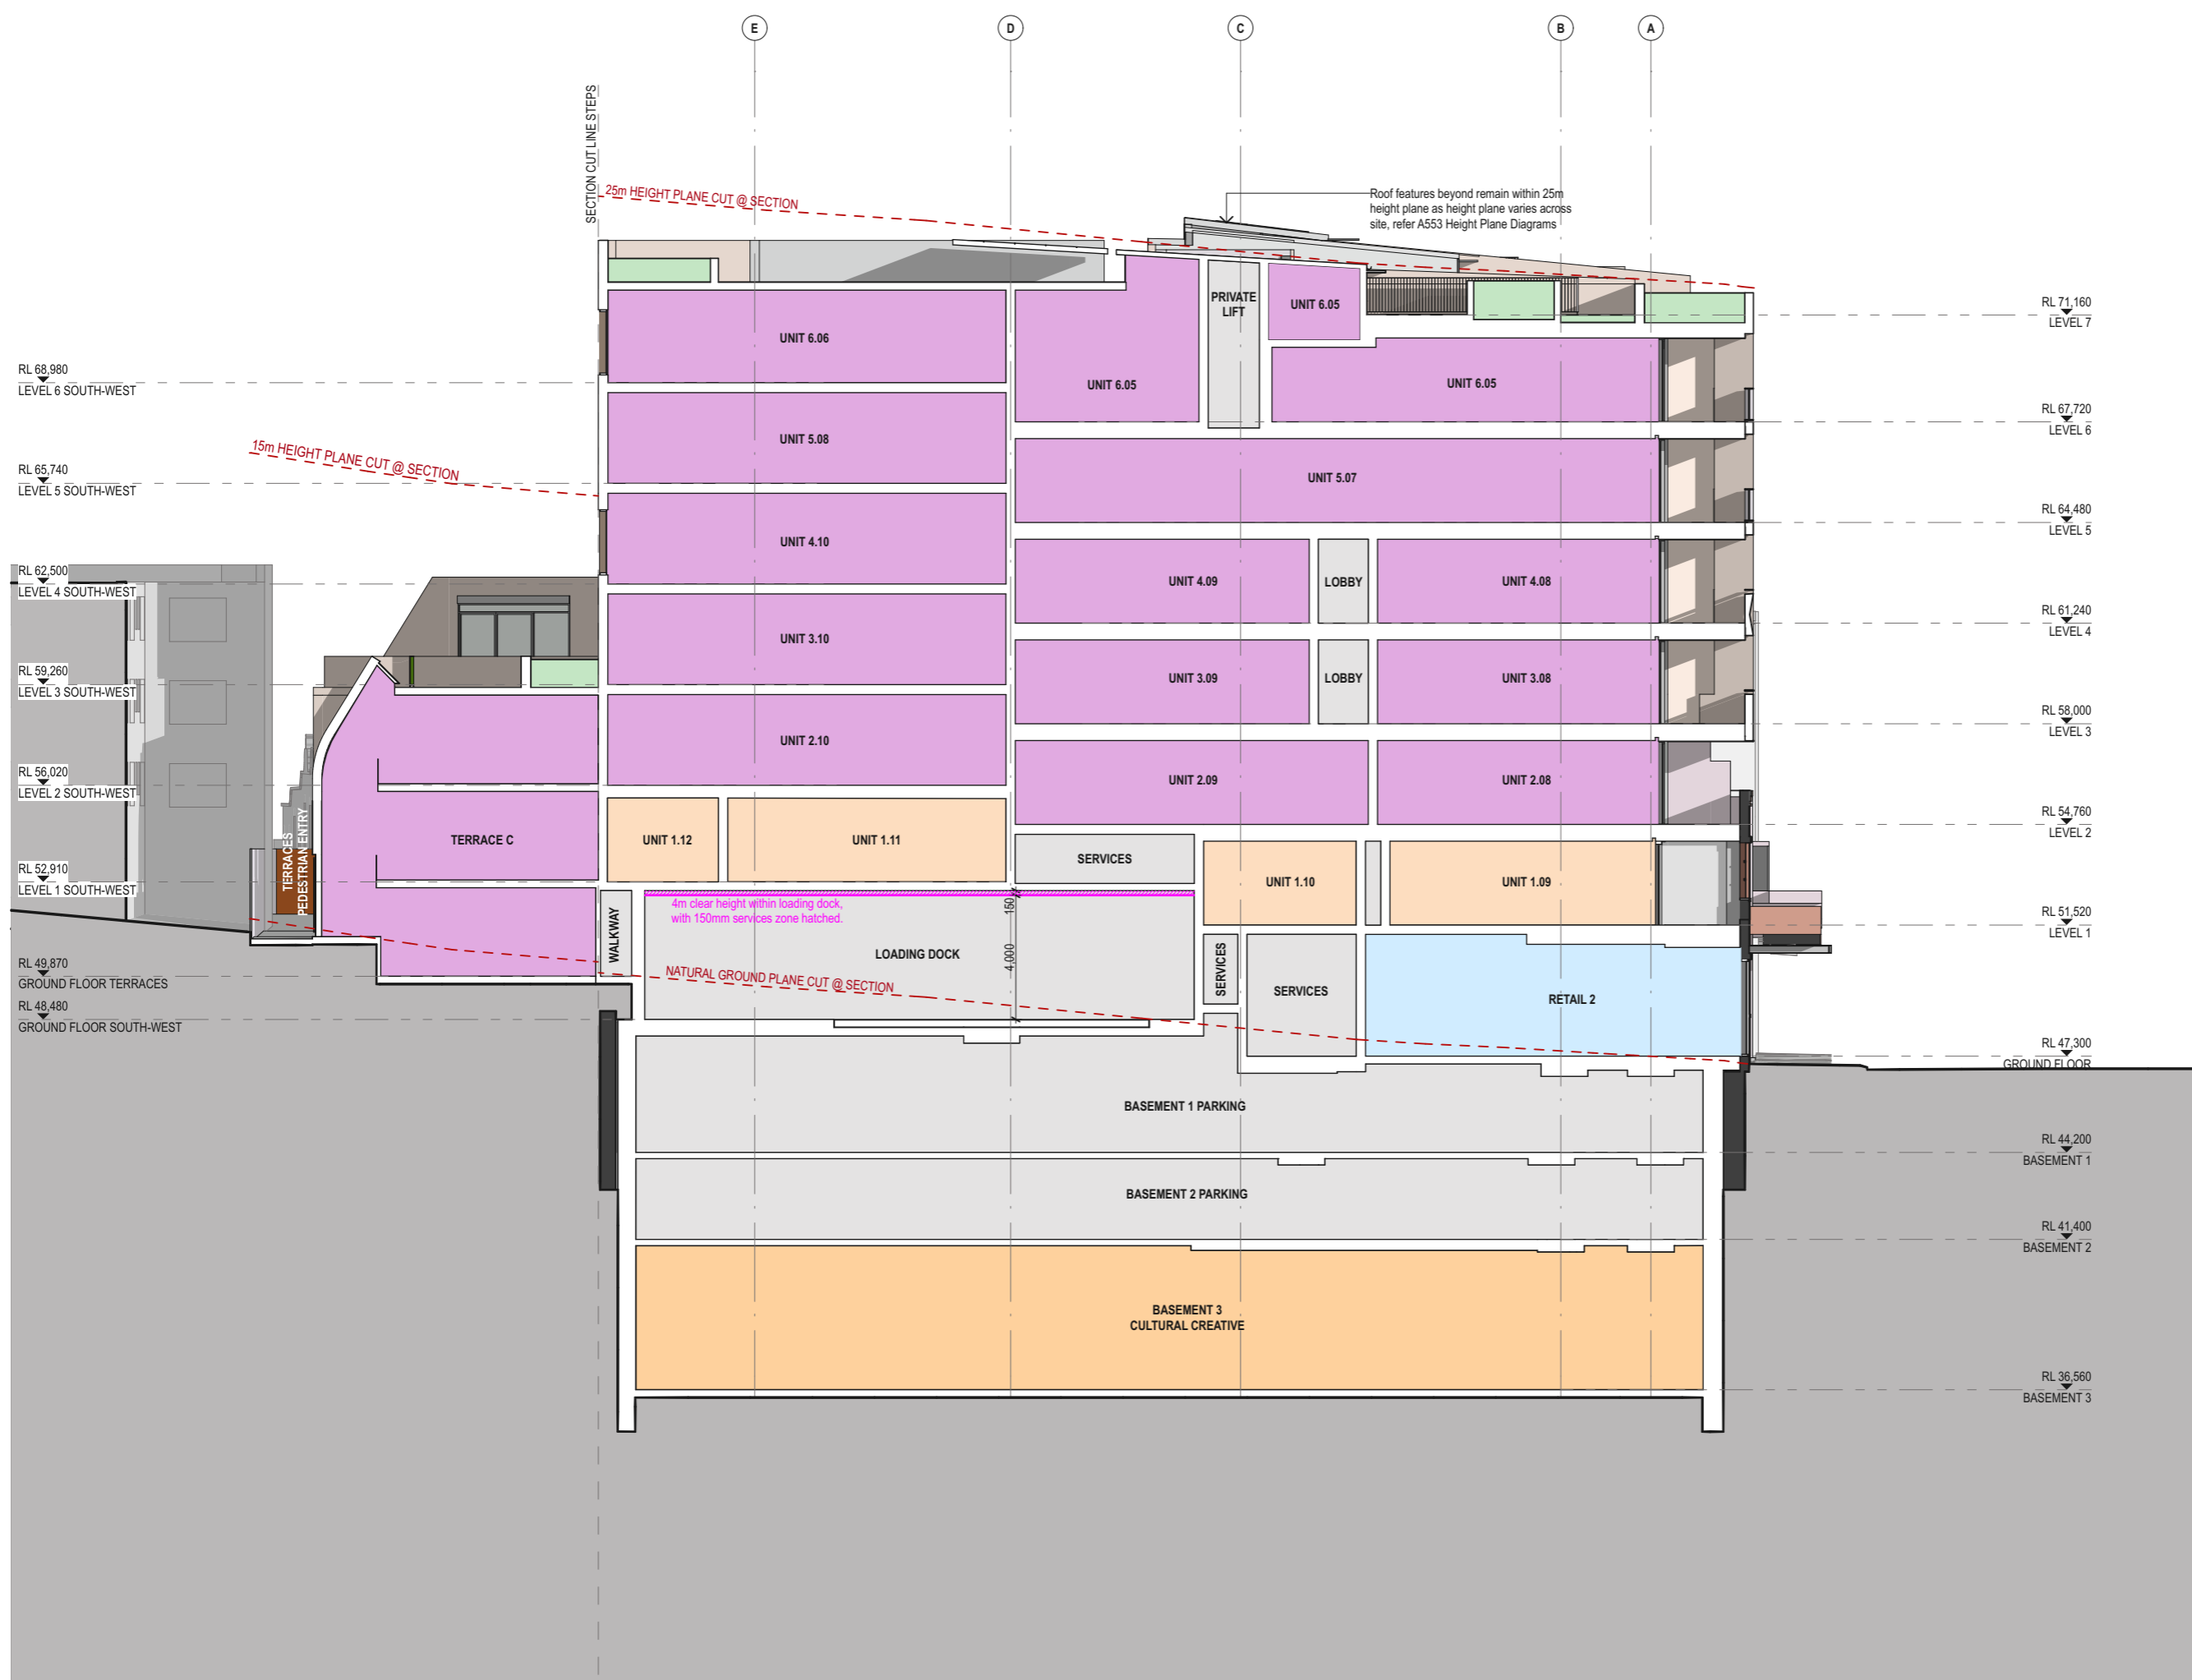 E
D
C
B
A
SECTION CUT LINE STEPS
25m HEIGHT PLANE CUT @ SECTION
Roof features beyond remain within 25m
height plane as height plane varies across
site, refer A553 Height Plane Diagrams
PRIVATE
LIFT
UNIT 6.05
RL 71,160
LEVEL 7
UNIT 6.06
RL 68,980
LEVEL 6 SOUTH-WEST
UNIT 6.05
UNIT 6.05
RL 67,720
LEVEL 6
15m HEIGHT PLANE CUT @ SECTION
UNIT 5.08
RL 65,740
LEVEL 5 SOUTH-WEST
UNIT 5.07
RL 64,480
LEVEL 5
UNIT 4.10
RL 62,500
LEVEL 4 SOUTH-WEST
UNIT 4.09
LOBBY
UNIT 4.08
RL 61,240
LEVEL 4
UNIT 3.10
RL 59,260
LEVEL 3 SOUTH-WEST
UNIT 3.09
LOBBY
UNIT 3.08
RL 58,000
LEVEL 3
UNIT 2.10
RL 56,020
LEVEL 2 SOUTH-WEST
UNIT 2.09
UNIT 2.08
RL 54,760
LEVEL 2
TERRACES
PEDESTRIAN ENTRY
TERRACE C
UNIT 1.12
UNIT 1.11
SERVICES
RL 52,910
LEVEL 1 SOUTH-WEST
UNIT 1.10
UNIT 1.09
RL 51,520
LEVEL 1
4m clear height within loading dock,
with 150mm services zone hatched.
150
WALKWAY
LOADING DOCK
4,000
SERVICES
SERVICES
RETAIL 2
RL 49,870
GROUND FLOOR TERRACES
NATURAL GROUND PLANE CUT @ SECTION
RL 48,480
GROUND FLOOR SOUTH-WEST
RL 47,300
GROUND FLOOR
BASEMENT 1 PARKING
RL 44,200
BASEMENT 1
BASEMENT 2 PARKING
RL 41,400
BASEMENT 2
BASEMENT 3
CULTURAL CREATIVE
RL 36,560
BASEMENT 3